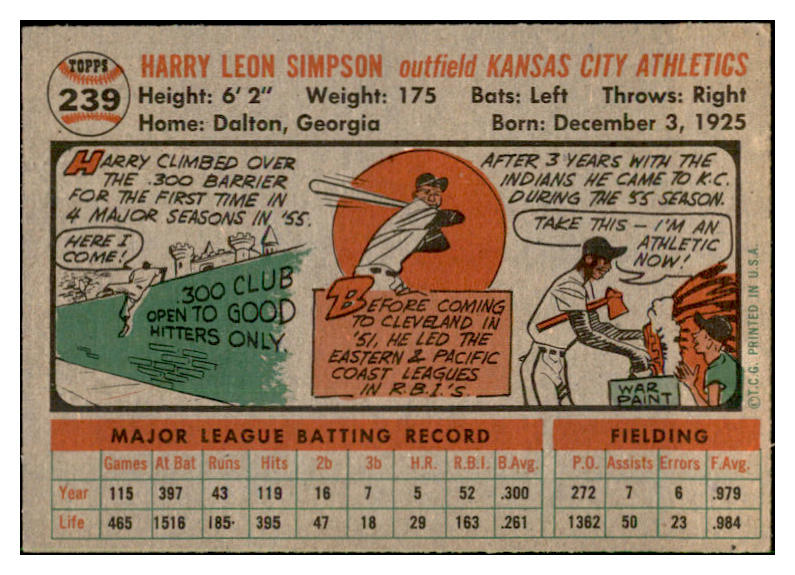 TOPPS
239
HARRY LEON SIMPSON outfield KANSAS CITY ATHLETICS
Height: 6' 2" Weight: 175 Bats: Left Throws: Right
Home: Dalton, Georgia Born: December 3, 1925
HARRY CLIMBED OVER
THE .300 BARRIER
FOR THE FIRST TIME IN
4 MAJOR SEASONS IN '55.
HERE I
COME!
.300 CLUB
OPEN TO GOOD
HITTERS ONLY.
BEFORE COMING
TO CLEVELAND IN
'51, HE LED THE
EASTERN & PACIFIC
COAST LEAGUES
IN R.B.I.'s.
AFTER 3 YEARS WITH THE
INDIANS HE CAME TO K.C.
DURING THE '55 SEASON.
TAKE THIS — I'M AN
ATHLETIC
NOW!
WAR
PAINT
©T.C.G. PRINTED IN U.S.A.
MAJOR LEAGUE BATTING RECORD FIELDING
Games At Bat Runs Hits 2b 3b H.R. R.B.I. B.Avg. P.O. Assists Errors F.Avg.
Year 115 397 43 119 16 7 5 52 .300 272 7 6 .979
Life 465 1516 185· 395 47 18 29 163 .261 1362 50 23 .984